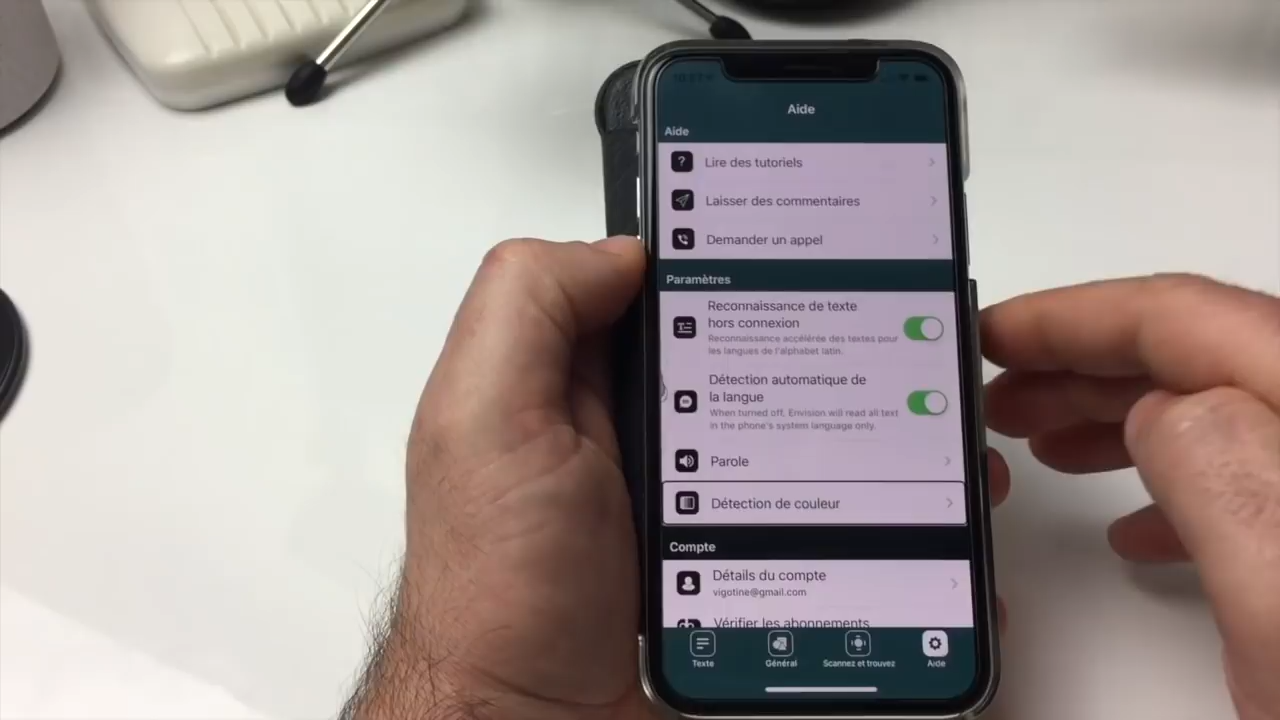 Aide
Aide
Lire des tutoriels
Laisser des commentaires
Demander un appel
Paramètres
Reconnaissance de texte
hors connexion
Reconnaissance accélérée des textes pour
les langues de l'alphabet latin.
Détection automatique de
la langue
When turned off, Envision will read all text
in the phone's system language only.
Parole
Détection de couleur
Compte
Détails du compte
vigotine@gmail.com
Vérifier les abonnements
Texte
Général
Scannez et trouvez
Aide